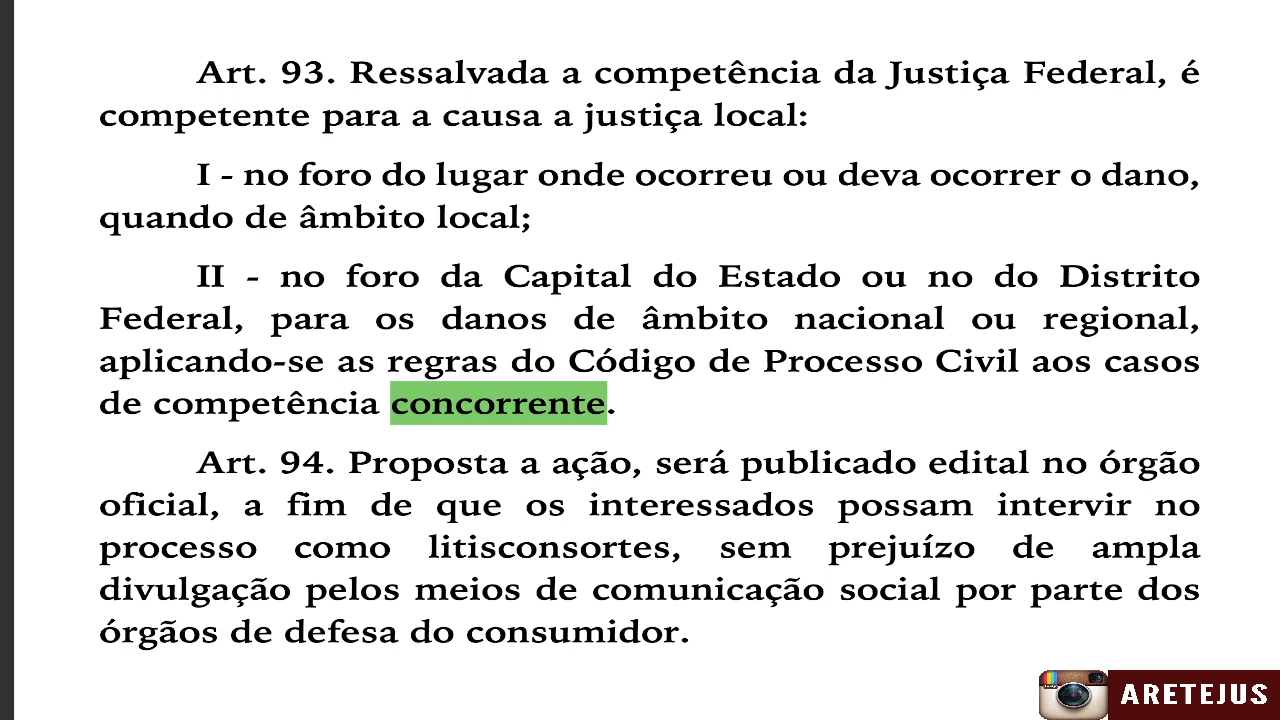 Art. 93. Ressalvada a competência da Justiça Federal, é
competente para a causa a justiça local:
I - no foro do lugar onde ocorreu ou deva ocorrer o dano,
quando de âmbito local;
II - no foro da Capital do Estado ou no do Distrito
Federal, para os danos de âmbito nacional ou regional,
aplicando-se as regras do Código de Processo Civil aos casos
de competência concorrente.
Art. 94. Proposta a ação, será publicado edital no órgão
oficial, a fim de que os interessados possam intervir no
processo como litisconsortes, sem prejuízo de ampla
divulgação pelos meios de comunicação social por parte dos
órgãos de defesa do consumidor.
ARETEJUS